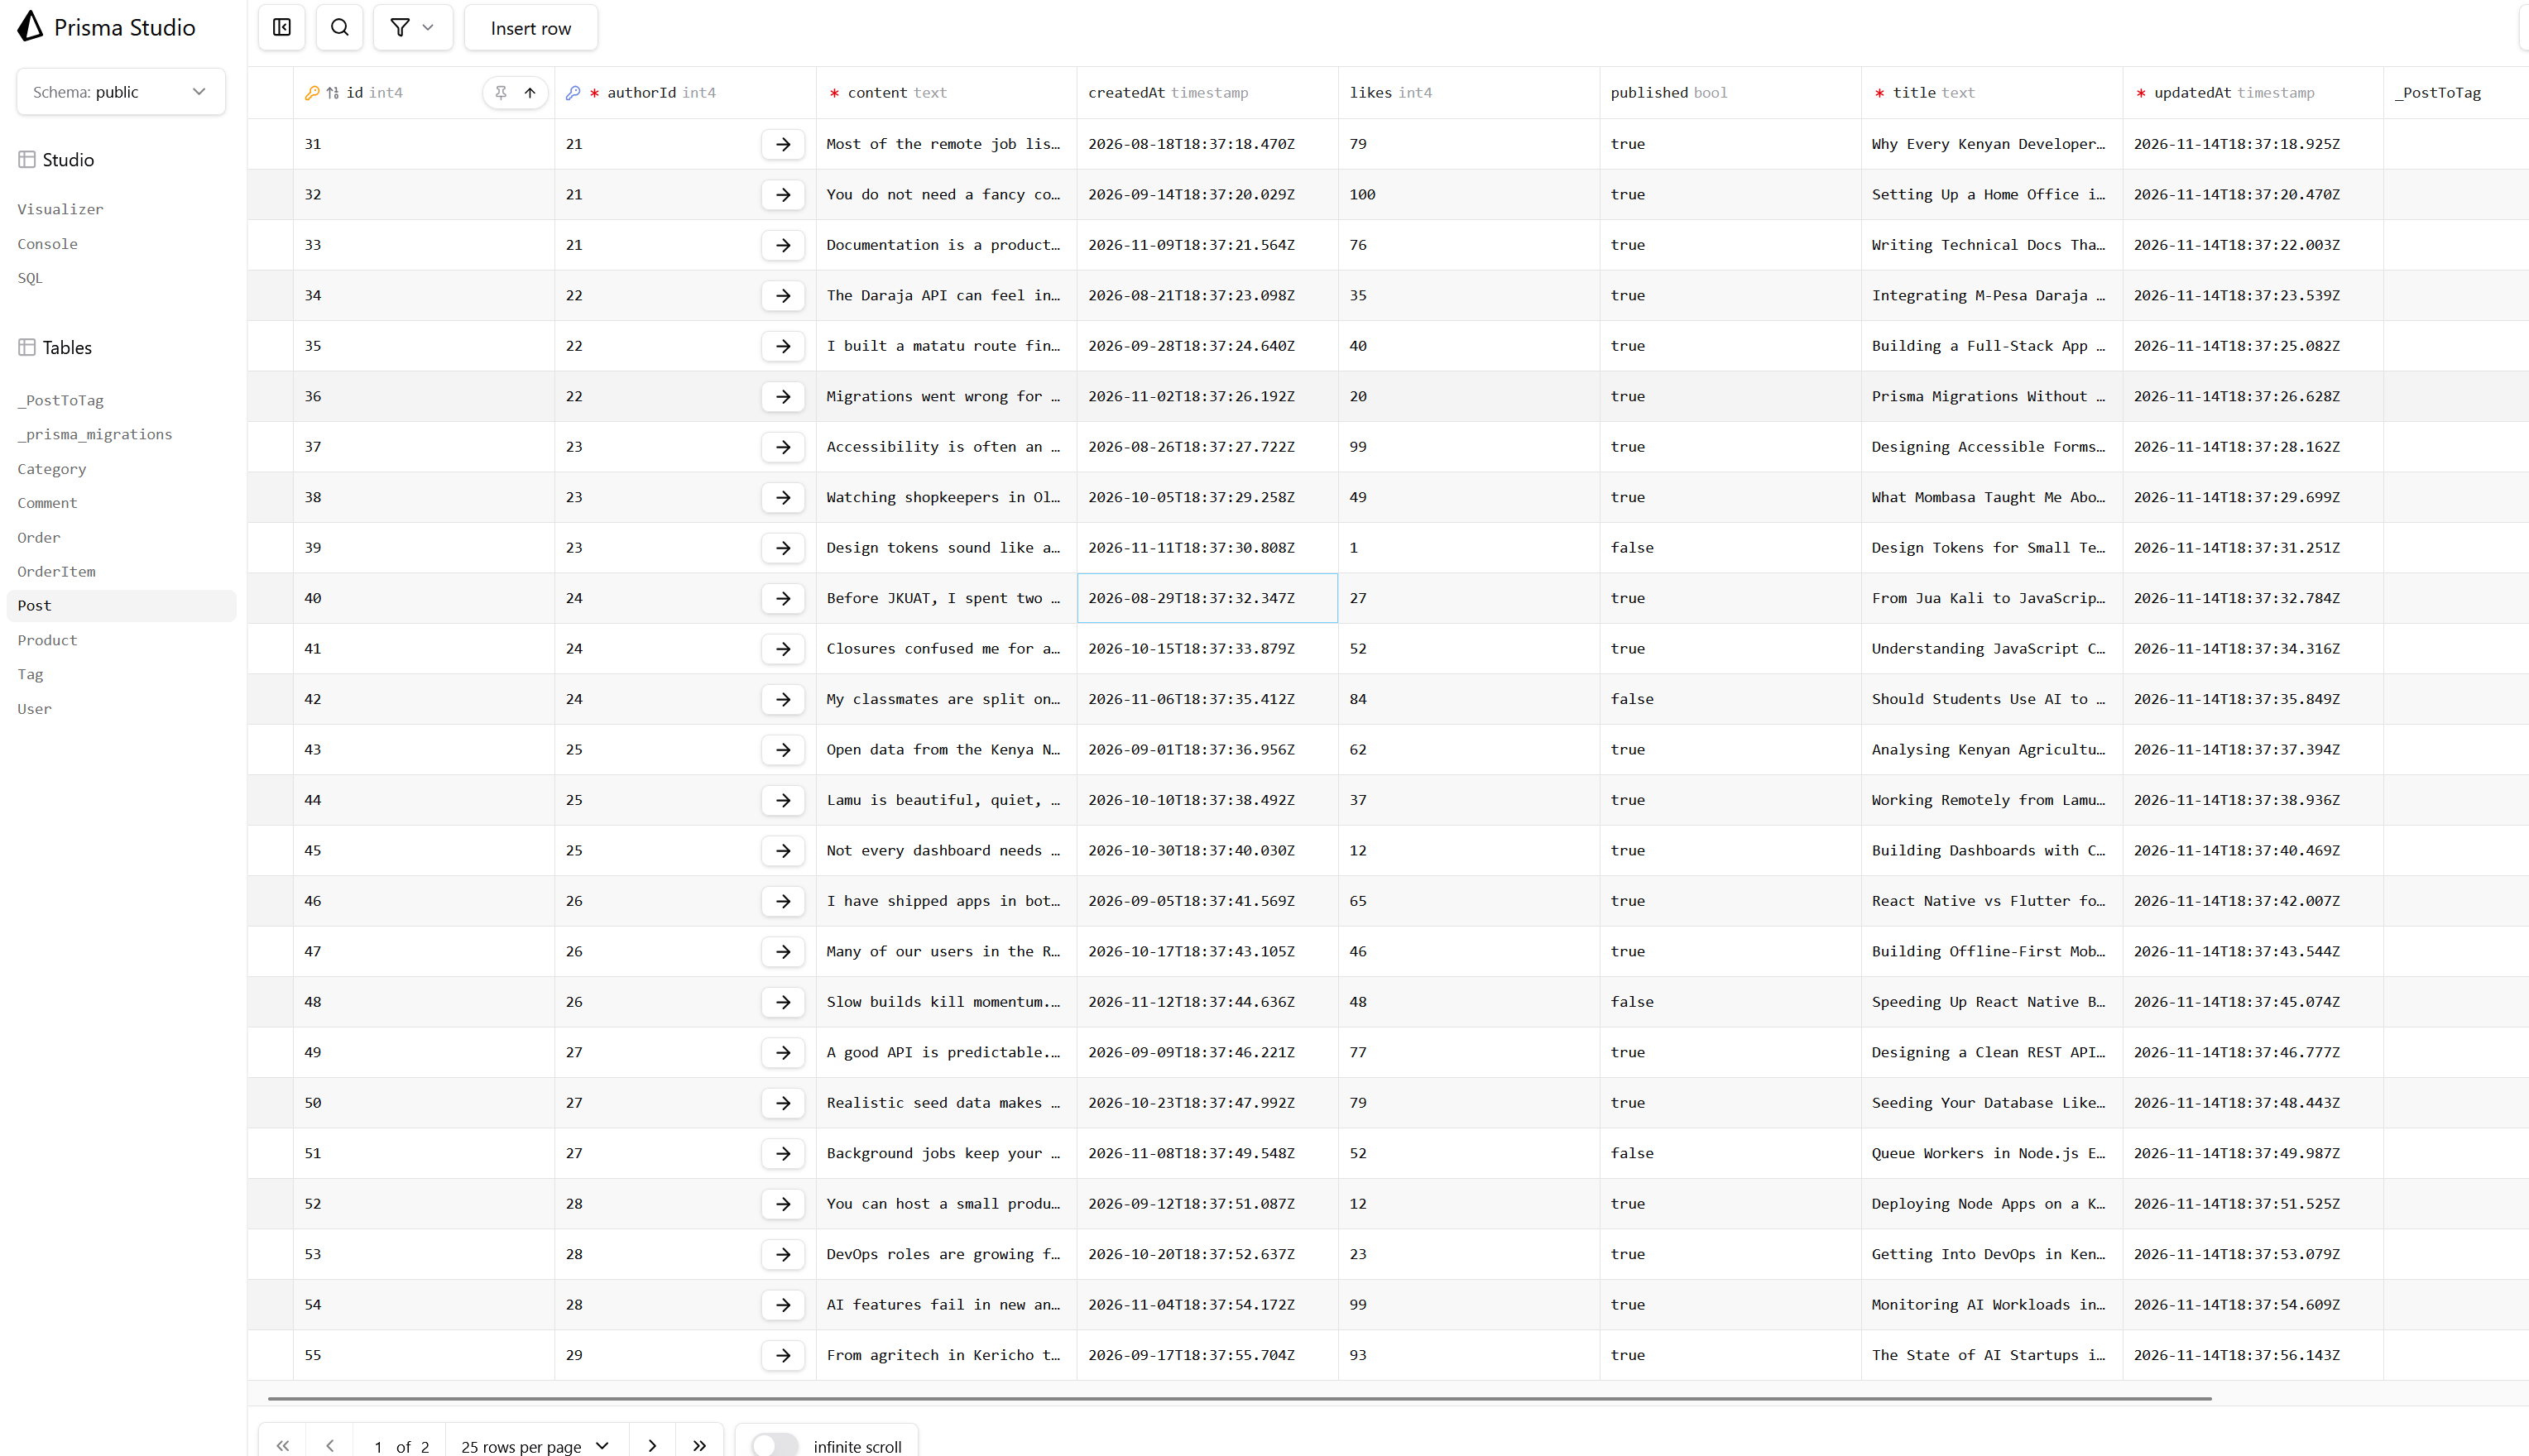 Prisma Studio
Insert row
Schema: public
Studio
Visualizer
Console
SQL
Tables
_PostToTag
_prisma_migrations
Category
Comment
Order
OrderItem
Post
Product
Tag
User
id int4 * authorId int4 * content text createdAt timestamp likes int4 published bool * title text * updatedAt timestamp _PostToTag
31 21 Most of the remote job lis… 2026-08-18T18:37:18.470Z 79 true Why Every Kenyan Developer… 2026-11-14T18:37:18.925Z
32 21 You do not need a fancy co… 2026-09-14T18:37:20.029Z 100 true Setting Up a Home Office i… 2026-11-14T18:37:20.470Z
33 21 Documentation is a product… 2026-11-09T18:37:21.564Z 76 true Writing Technical Docs Tha… 2026-11-14T18:37:22.003Z
34 22 The Daraja API can feel in… 2026-08-21T18:37:23.098Z 35 true Integrating M-Pesa Daraja … 2026-11-14T18:37:23.539Z
35 22 I built a matatu route fin… 2026-09-28T18:37:24.640Z 40 true Building a Full-Stack App … 2026-11-14T18:37:25.082Z
36 22 Migrations went wrong for … 2026-11-02T18:37:26.192Z 20 true Prisma Migrations Without … 2026-11-14T18:37:26.628Z
37 23 Accessibility is often an … 2026-08-26T18:37:27.722Z 99 true Designing Accessible Forms… 2026-11-14T18:37:28.162Z
38 23 Watching shopkeepers in Ol… 2026-10-05T18:37:29.258Z 49 true What Mombasa Taught Me Abo… 2026-11-14T18:37:29.699Z
39 23 Design tokens sound like a… 2026-11-11T18:37:30.808Z 1 false Design Tokens for Small Te… 2026-11-14T18:37:31.251Z
40 24 Before JKUAT, I spent two … 2026-08-29T18:37:32.347Z 27 true From Jua Kali to JavaScrip… 2026-11-14T18:37:32.784Z
41 24 Closures confused me for a… 2026-10-15T18:37:33.879Z 52 true Understanding JavaScript C… 2026-11-14T18:37:34.316Z
42 24 My classmates are split on… 2026-11-06T18:37:35.412Z 84 false Should Students Use AI to … 2026-11-14T18:37:35.849Z
43 25 Open data from the Kenya N… 2026-09-01T18:37:36.956Z 62 true Analysing Kenyan Agricultu… 2026-11-14T18:37:37.394Z
44 25 Lamu is beautiful, quiet, … 2026-10-10T18:37:38.492Z 37 true Working Remotely from Lamu… 2026-11-14T18:37:38.936Z
45 25 Not every dashboard needs … 2026-10-30T18:37:40.030Z 12 true Building Dashboards with C… 2026-11-14T18:37:40.469Z
46 26 I have shipped apps in bot… 2026-09-05T18:37:41.569Z 65 true React Native vs Flutter fo… 2026-11-14T18:37:42.007Z
47 26 Many of our users in the R… 2026-10-17T18:37:43.105Z 46 true Building Offline-First Mob… 2026-11-14T18:37:43.544Z
48 26 Slow builds kill momentum.… 2026-11-12T18:37:44.636Z 48 false Speeding Up React Native B… 2026-11-14T18:37:45.074Z
49 27 A good API is predictable.… 2026-09-09T18:37:46.221Z 77 true Designing a Clean REST API… 2026-11-14T18:37:46.777Z
50 27 Realistic seed data makes … 2026-10-23T18:37:47.992Z 79 true Seeding Your Database Like… 2026-11-14T18:37:48.443Z
51 27 Background jobs keep your … 2026-11-08T18:37:49.548Z 52 false Queue Workers in Node.js E… 2026-11-14T18:37:49.987Z
52 28 You can host a small produ… 2026-09-12T18:37:51.087Z 12 true Deploying Node Apps on a K… 2026-11-14T18:37:51.525Z
53 28 DevOps roles are growing f… 2026-10-20T18:37:52.637Z 23 true Getting Into DevOps in Ken… 2026-11-14T18:37:53.079Z
54 28 AI features fail in new an… 2026-11-04T18:37:54.172Z 99 true Monitoring AI Workloads in… 2026-11-14T18:37:54.609Z
55 29 From agritech in Kericho t… 2026-09-17T18:37:55.704Z 93 true The State of AI Startups i… 2026-11-14T18:37:56.143Z
1 of 2 25 rows per page infinite scroll